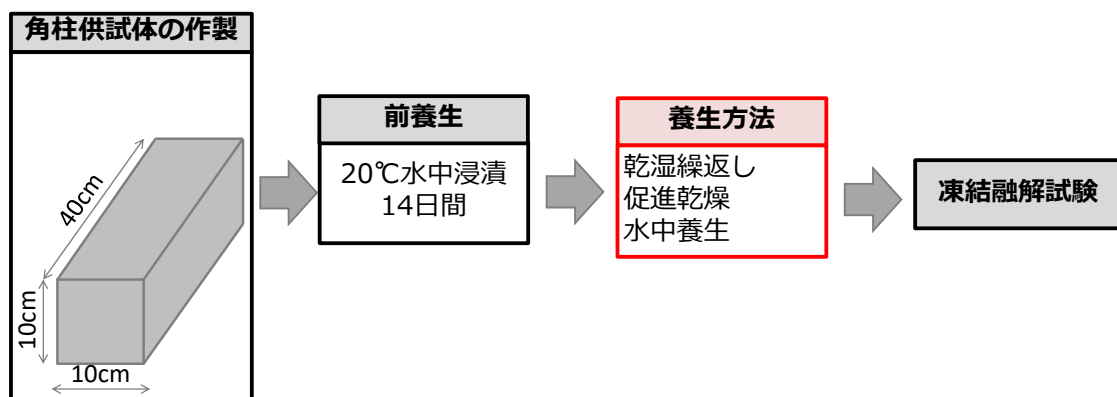 角柱供試体の作製
40cm
10cm
10cm
前養生
20℃水中浸漬
14日間
養生方法
乾湿繰返し
促進乾燥
水中養生
凍結融解試験